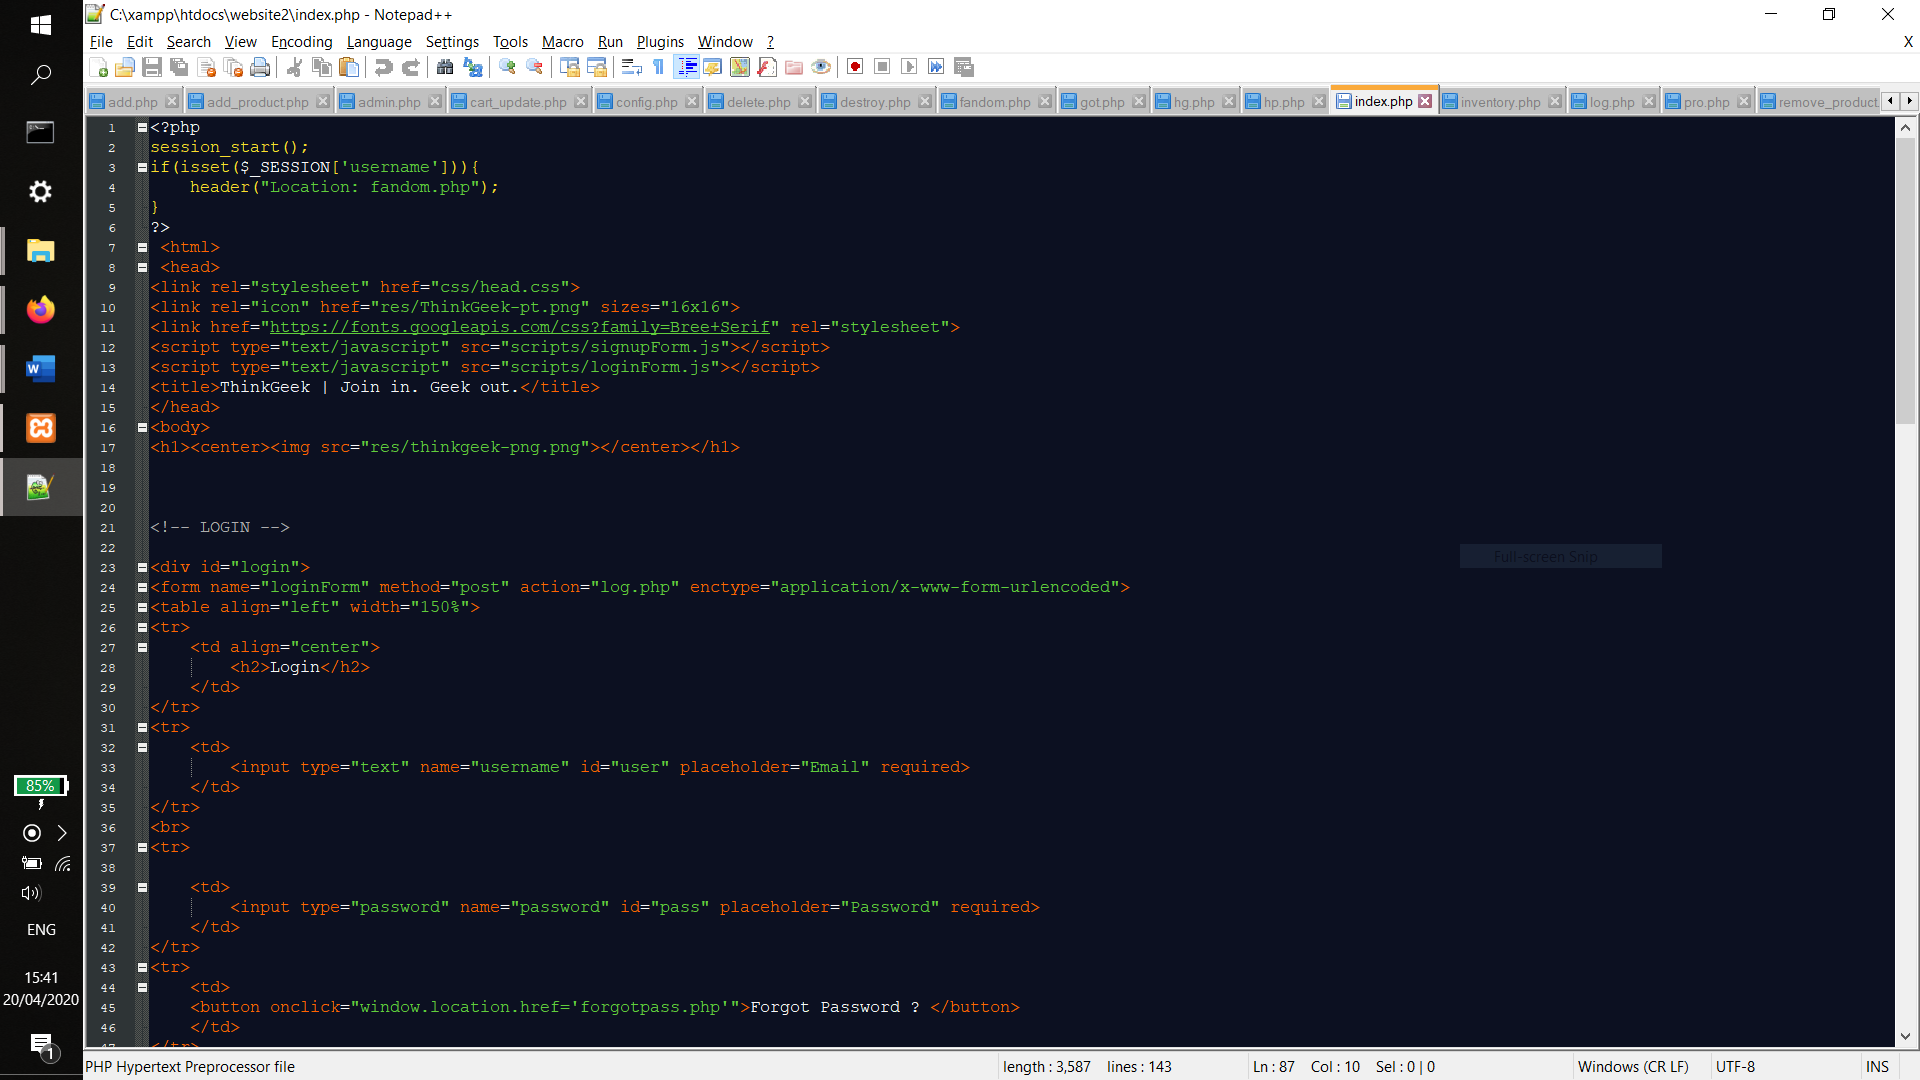 C:\xampp\htdocs\website2\index.php - Notepad++
File Edit Search View Encoding Language Settings Tools Macro Run Plugins Window ? X
add.php add_product.php admin.php cart_update.php config.php delete.php destroy.php fandom.php got.php hg.php hp.php index.php inventory.php log.php pro.php remove_product
1 <?php
2 session_start();
3 if(isset($_SESSION['username'])){
4     header("Location: fandom.php");
5 }
6 ?>
7  <html>
8  <head>
9 <link rel="stylesheet" href="css/head.css">
10 <link rel="icon" href="res/ThinkGeek-pt.png" sizes="16x16">
11 <link href="https://fonts.googleapis.com/css?family=Bree+Serif" rel="stylesheet">
12 <script type="text/javascript" src="scripts/signupForm.js"></script>
13 <script type="text/javascript" src="scripts/loginForm.js"></script>
14 <title>ThinkGeek | Join in. Geek out.</title>
15 </head>
16 <body>
17 <h1><center><img src="res/thinkgeek-png.png"></center></h1>
18
19
20
21 <!-- LOGIN -->
22
Full-screen Snip
23 <div id="login">
24 <form name="loginForm" method="post" action="log.php" enctype="application/x-www-form-urlencoded">
25 <table align="left" width="150%">
26 <tr>
27     <td align="center">
28         <h2>Login</h2>
29     </td>
30 </tr>
31 <tr>
32     <td>
33         <input type="text" name="username" id="user" placeholder="Email" required>
34     </td>
35 </tr>
36 <br>
37 <tr>
38
39     <td>
40         <input type="password" name="password" id="pass" placeholder="Password" required>
41     </td>
42 </tr>
43 <tr>
44     <td>
45     <button onclick="window.location.href='forgotpass.php'">Forgot Password ? </button>
46     </td>
47 </tr>
85%
ENG
15:41
20/04/2020
1
PHP Hypertext Preprocessor file length : 3,587 lines : 143 Ln : 87 Col : 10 Sel : 0 | 0 Windows (CR LF) UTF-8 INS